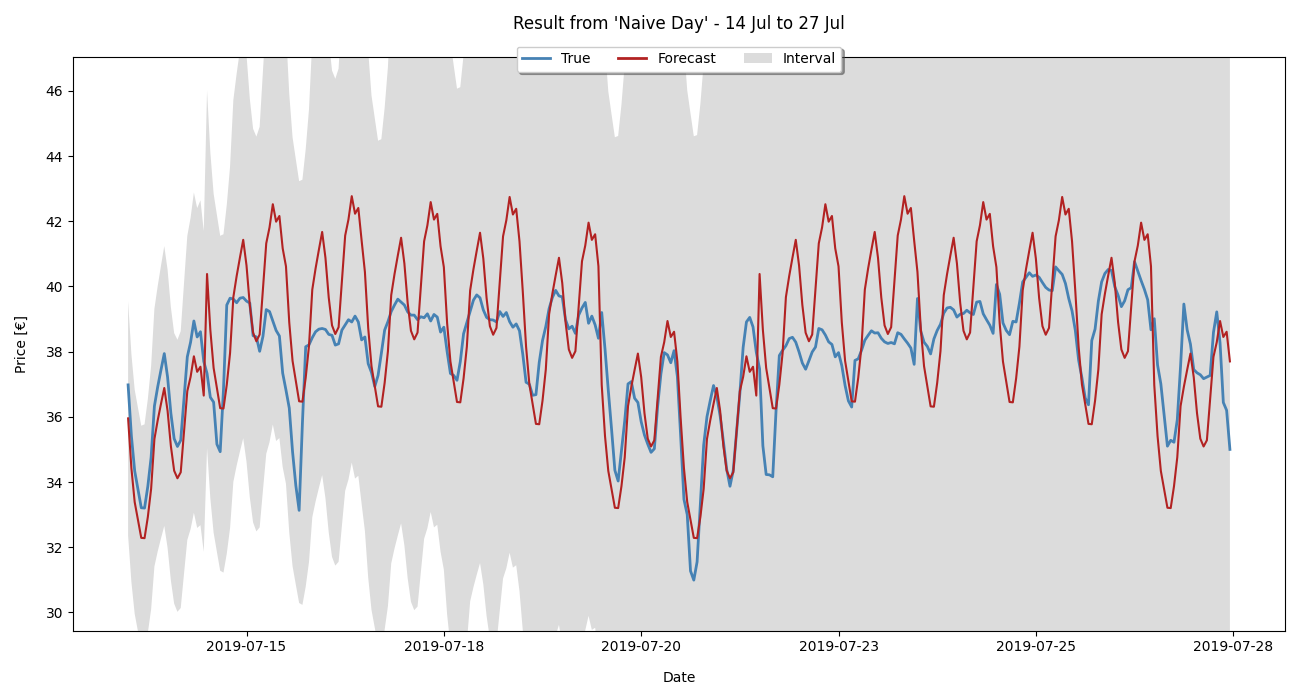 Result from 'Naive Day' - 14 Jul to 27 Jul
True Forecast Interval
46
44
42
40
38
36
34
32
30
Price [€]
2019-07-15 2019-07-18 2019-07-20 2019-07-23 2019-07-25 2019-07-28
Date